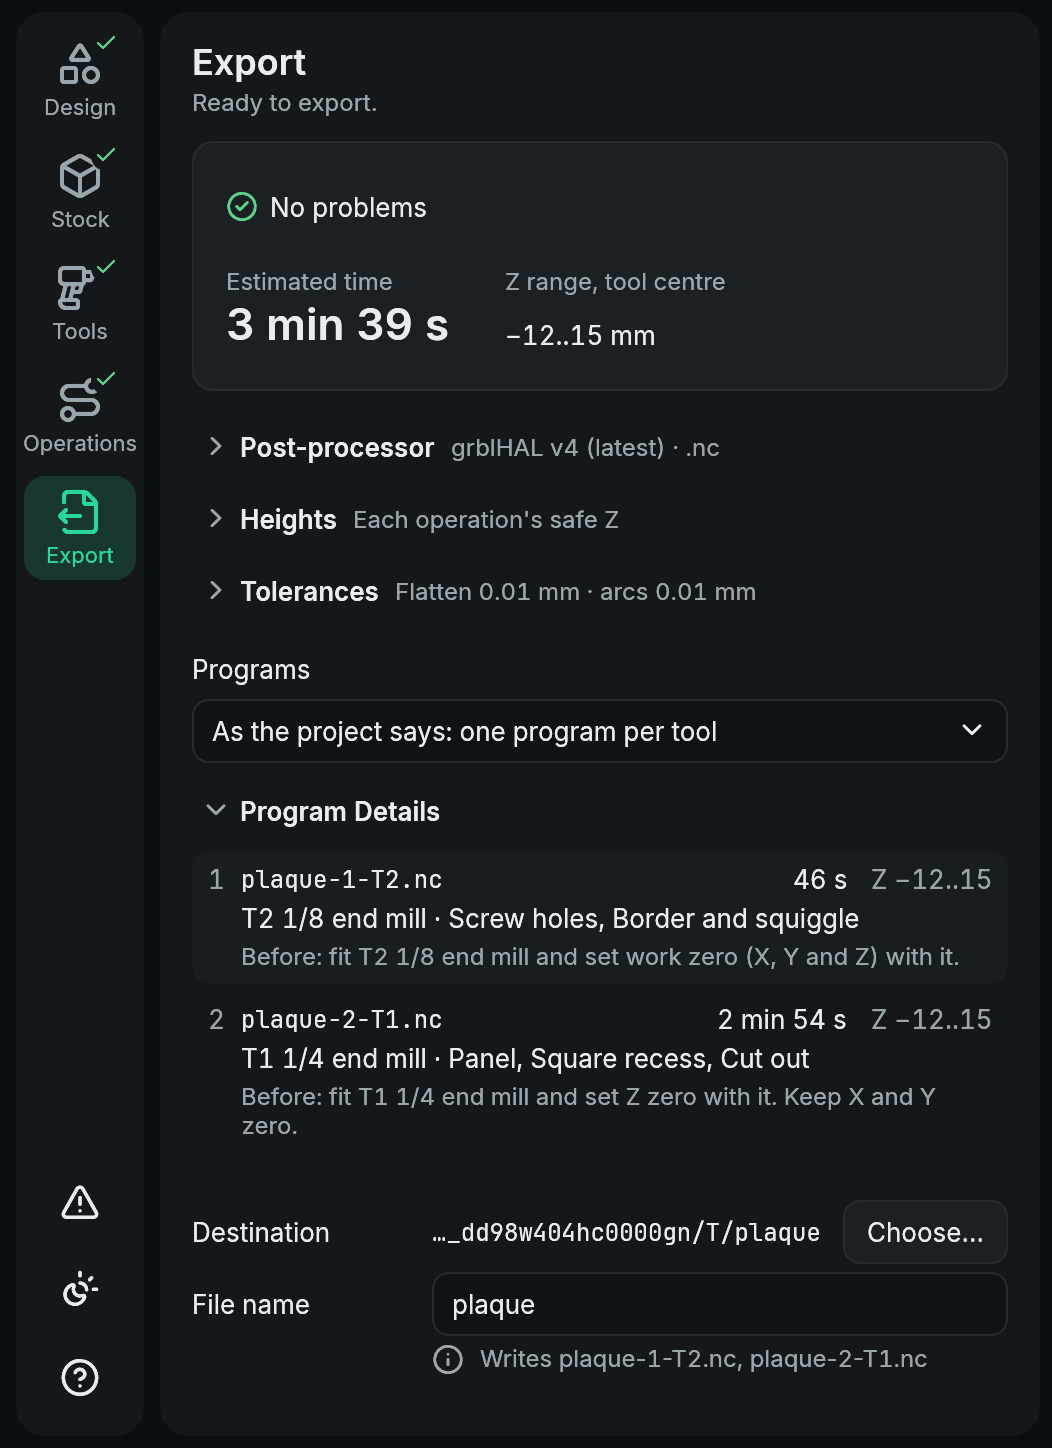 Design
Stock
Tools
Operations
Export
Export
Ready to export.
No problems
Estimated time
3 min 39 s
Z range, tool centre
−12..15 mm
Post-processor grblHAL v4 (latest) · .nc
Heights Each operation's safe Z
Tolerances Flatten 0.01 mm · arcs 0.01 mm
Programs
As the project says: one program per tool
Program Details
1 plaque-1-T2.nc 46 s Z −12..15
T2 1/8 end mill · Screw holes, Border and squiggle
Before: fit T2 1/8 end mill and set work zero (X, Y and Z) with it.
2 plaque-2-T1.nc 2 min 54 s Z −12..15
T1 1/4 end mill · Panel, Square recess, Cut out
Before: fit T1 1/4 end mill and set Z zero with it. Keep X and Y
zero.
Destination …_dd98w404hc0000gn/T/plaque Choose…
File name plaque
Writes plaque-1-T2.nc, plaque-2-T1.nc